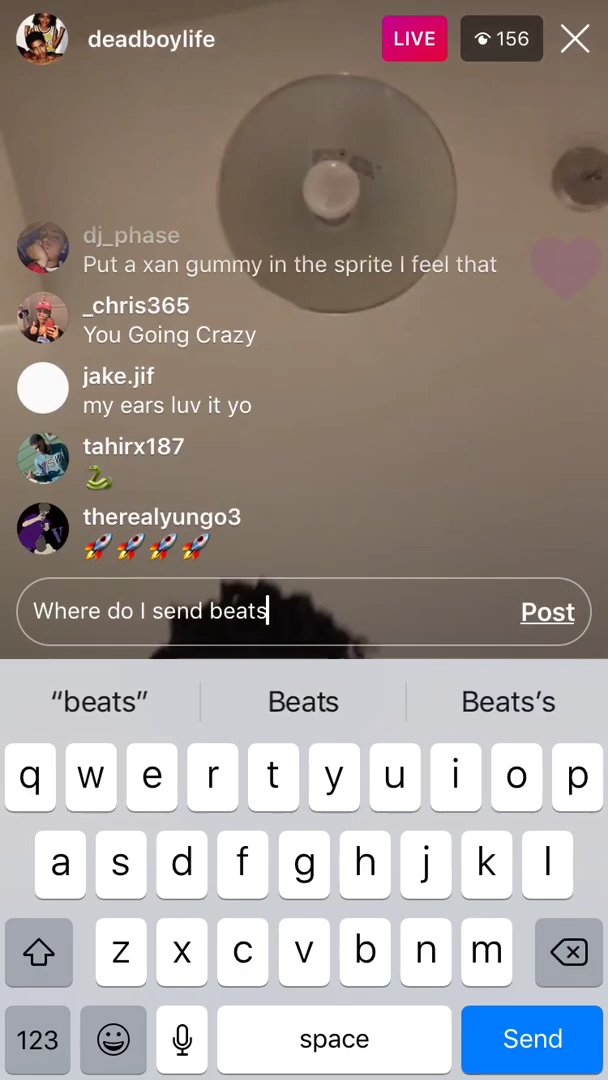 deadboylife
LIVE
156
dj_phase
Put a xan gummy in the sprite I feel that
_chris365
You Going Crazy
jake.jif
my ears luv it yo
tahirx187
🐍
therealyungo3
🚀🚀🚀🚀
Where do I send beats
Post
“beats” Beats Beats’s
q w e r t y u i o p
a s d f g h j k l
z x c v b n m
123 space Send